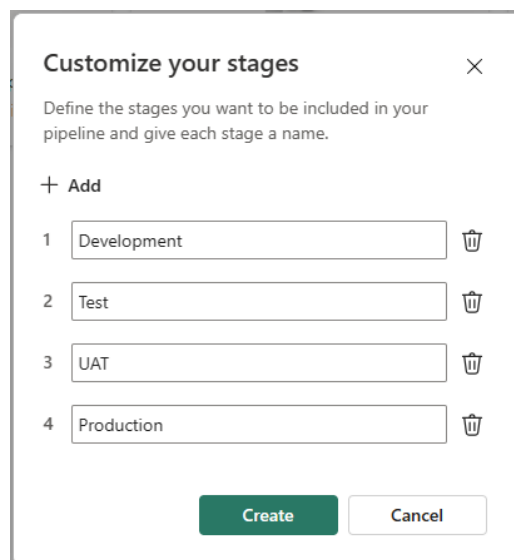 Customize your stages
Define the stages you want to be included in your
pipeline and give each stage a name.
Add
1 Development
2 Test
3 UAT
4 Production
Create Cancel